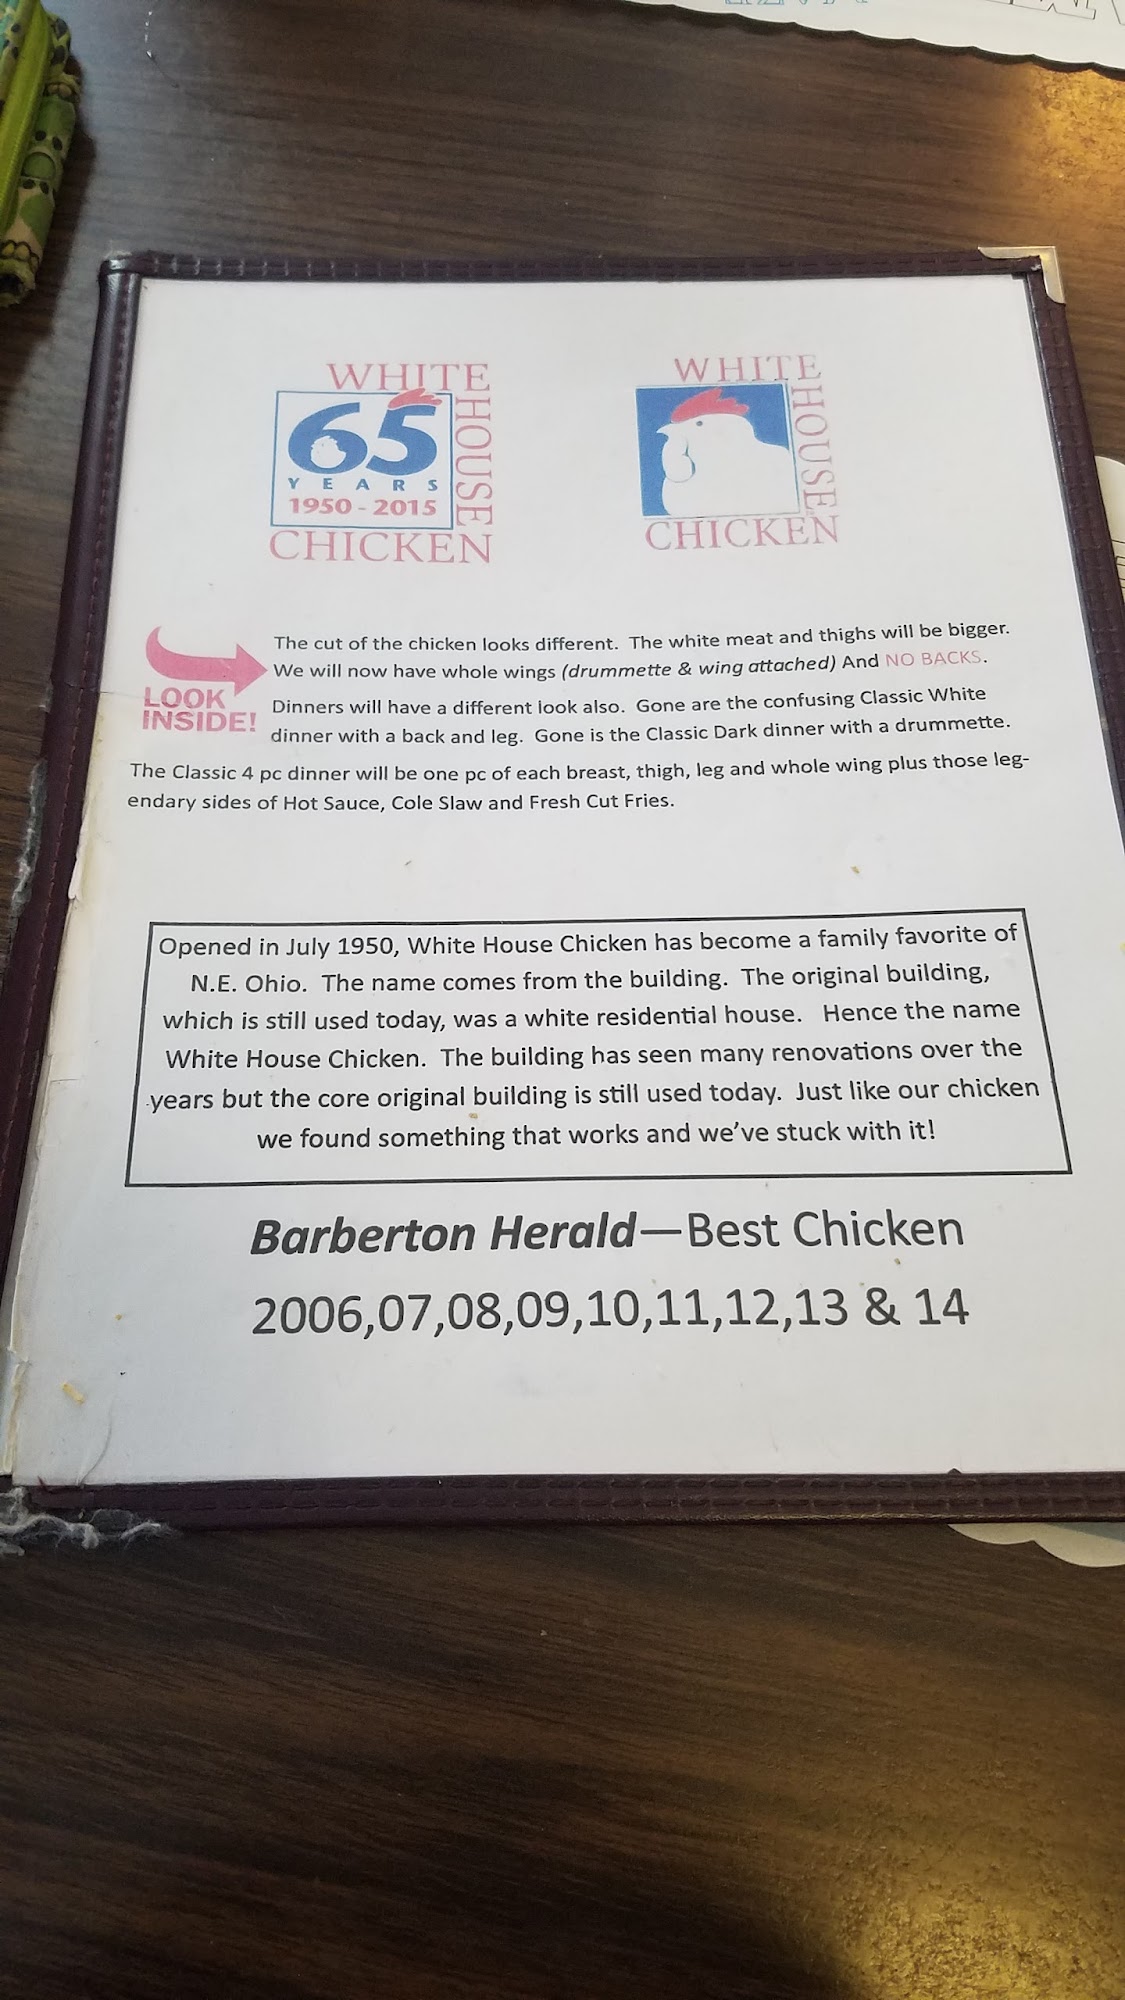 WHITE
HOUSE
65
YEARS
1950 - 2015
CHICKEN
WHITE
HOUSE
CHICKEN
LOOK
INSIDE!
The cut of the chicken looks different. The white meat and thighs will be bigger.
We will now have whole wings (drummette & wing attached) And NO BACKS.
Dinners will have a different look also. Gone are the confusing Classic White
dinner with a back and leg. Gone is the Classic Dark dinner with a drummette.
The Classic 4 pc dinner will be one pc of each breast, thigh, leg and whole wing plus those leg-
endary sides of Hot Sauce, Cole Slaw and Fresh Cut Fries.
Opened in July 1950, White House Chicken has become a family favorite of
N.E. Ohio. The name comes from the building. The original building,
which is still used today, was a white residential house. Hence the name
White House Chicken. The building has seen many renovations over the
years but the core original building is still used today. Just like our chicken
we found something that works and we've stuck with it!
Barberton Herald—Best Chicken
2006,07,08,09,10,11,12,13 & 14